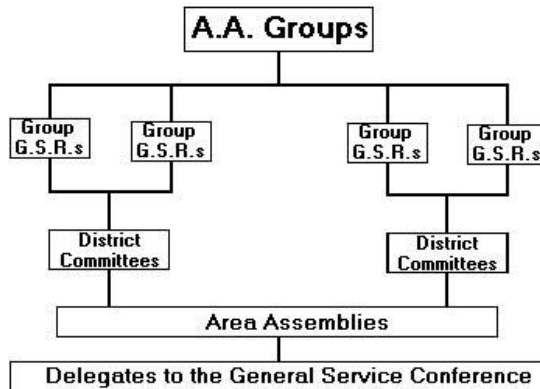 A.A. Groups
Group
G.S.R.s
Group
G.S.R.s
Group
G.S.R.s
Group
G.S.R.s
District
Committees
District
Committees
Area Assemblies
Delegates to the General Service Conference